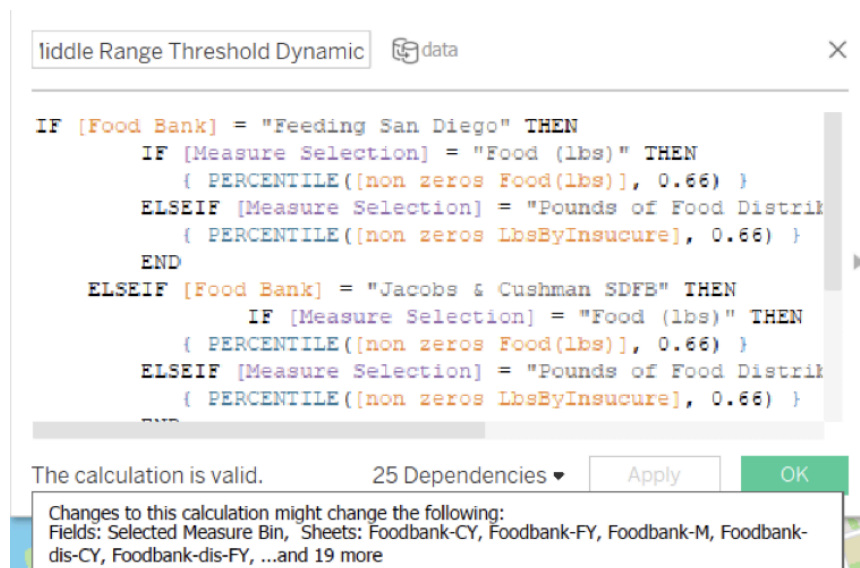 iddle Range Threshold Dynamic data
IF [Food Bank] = "Feeding San Diego" THEN
IF [Measure Selection] = "Food (lbs)" THEN
{ PERCENTILE([non zeros Food(lbs)], 0.66) }
ELSEIF [Measure Selection] = "Pounds of Food Distrib
{ PERCENTILE([non zeros LbsByInsucure], 0.66) }
END
ELSEIF [Food Bank] = "Jacobs & Cushman SDFB" THEN
IF [Measure Selection] = "Food (lbs)" THEN
{ PERCENTILE([non zeros Food(lbs)], 0.66) }
ELSEIF [Measure Selection] = "Pounds of Food Distrib
{ PERCENTILE([non zeros LbsByInsucure], 0.66) }
END
The calculation is valid. 25 Dependencies Apply OK
Changes to this calculation might change the following:
Fields: Selected Measure Bin, Sheets: Foodbank-CY, Foodbank-FY, Foodbank-M, Foodbank-
dis-CY, Foodbank-dis-FY, ...and 19 more